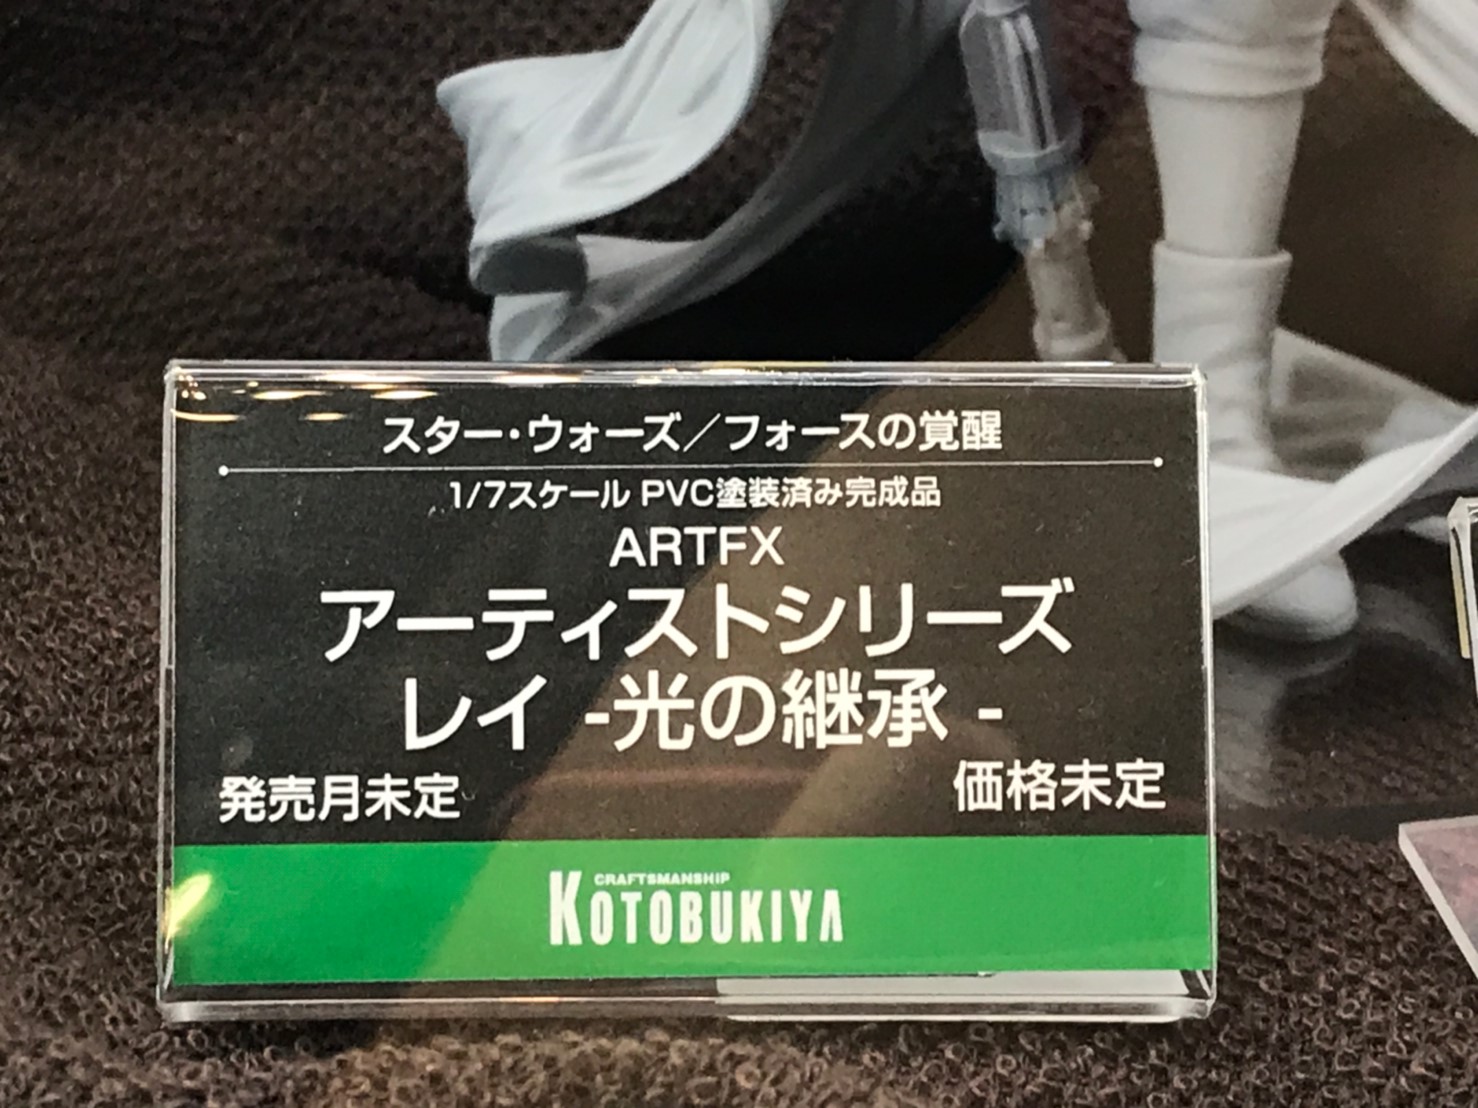 スター・ウォーズ／フォースの覚醒
1/7スケール PVC塗装済み完成品
ARTFX
アーティストシリーズ
レイ -光の継承 -
発売月未定
価格未定
CRAFTSMANSHIP
KOTOBUKIYA